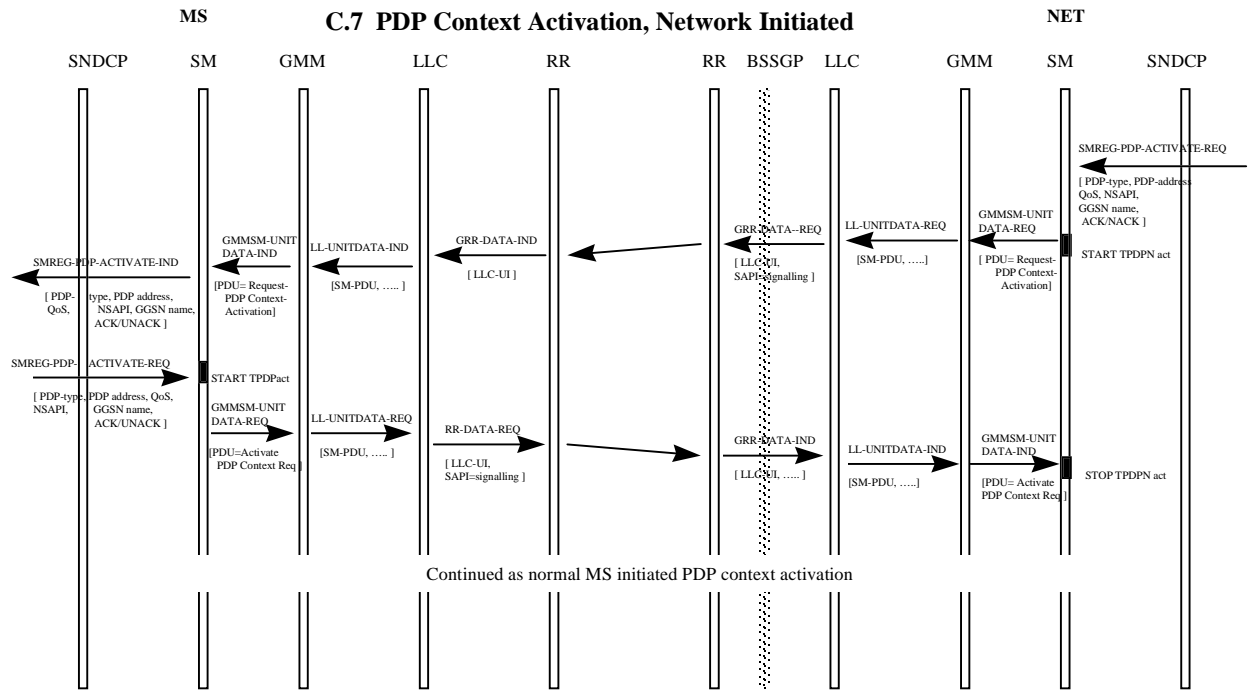 MS
C.7 PDP Context Activation, Network Initiated
NET
SNDCP SM GMM LLC RR RR BSSGP LLC GMM SM SNDCP
SMREG-PDP-ACTIVATE-REQ
[ PDP-type, PDP-address
QoS, NSAPI,
GGSN name,
ACK/NACK ]
GMMSM-UNIT
DATA-REQ
[ PDU= Request-
PDP Context-
Activation]
START TPDPN act
LL-UNITDATA-REQ
[SM-PDU, …..]
GRR-DATA--REQ
[ LLC-UI,
SAPI=signalling ]
GRR-DATA-IND
[ LLC-UI ]
LL-UNITDATA-IND
[SM-PDU, ….. ]
GMMSM-UNIT
DATA-IND
[PDU= Request-
PDP Context-
Activation]
SMREG-PDP-ACTIVATE-IND
[ PDP- type, PDP address,
QoS, NSAPI, GGSN name,
ACK/UNACK ]
SMREG-PDP- ACTIVATE-REQ
START TPDPact
[ PDP-type, PDP address, QoS,
NSAPI, GGSN name,
ACK/UNACK ]
GMMSM-UNIT
DATA-REQ
[PDU=Activate
PDP Context Req ]
LL-UNITDATA-REQ
[SM-PDU, ….. ]
RR-DATA-REQ
[ LLC-UI,
SAPI=signalling ]
GRR-DATA-IND
[ LLC-UI, ….. ]
LL-UNITDATA-IND
[SM-PDU, …..]
GMMSM-UNIT
DATA-IND
[PDU= Activate
PDP Context Req ]
STOP TPDPN act
Continued as normal MS initiated PDP context activation